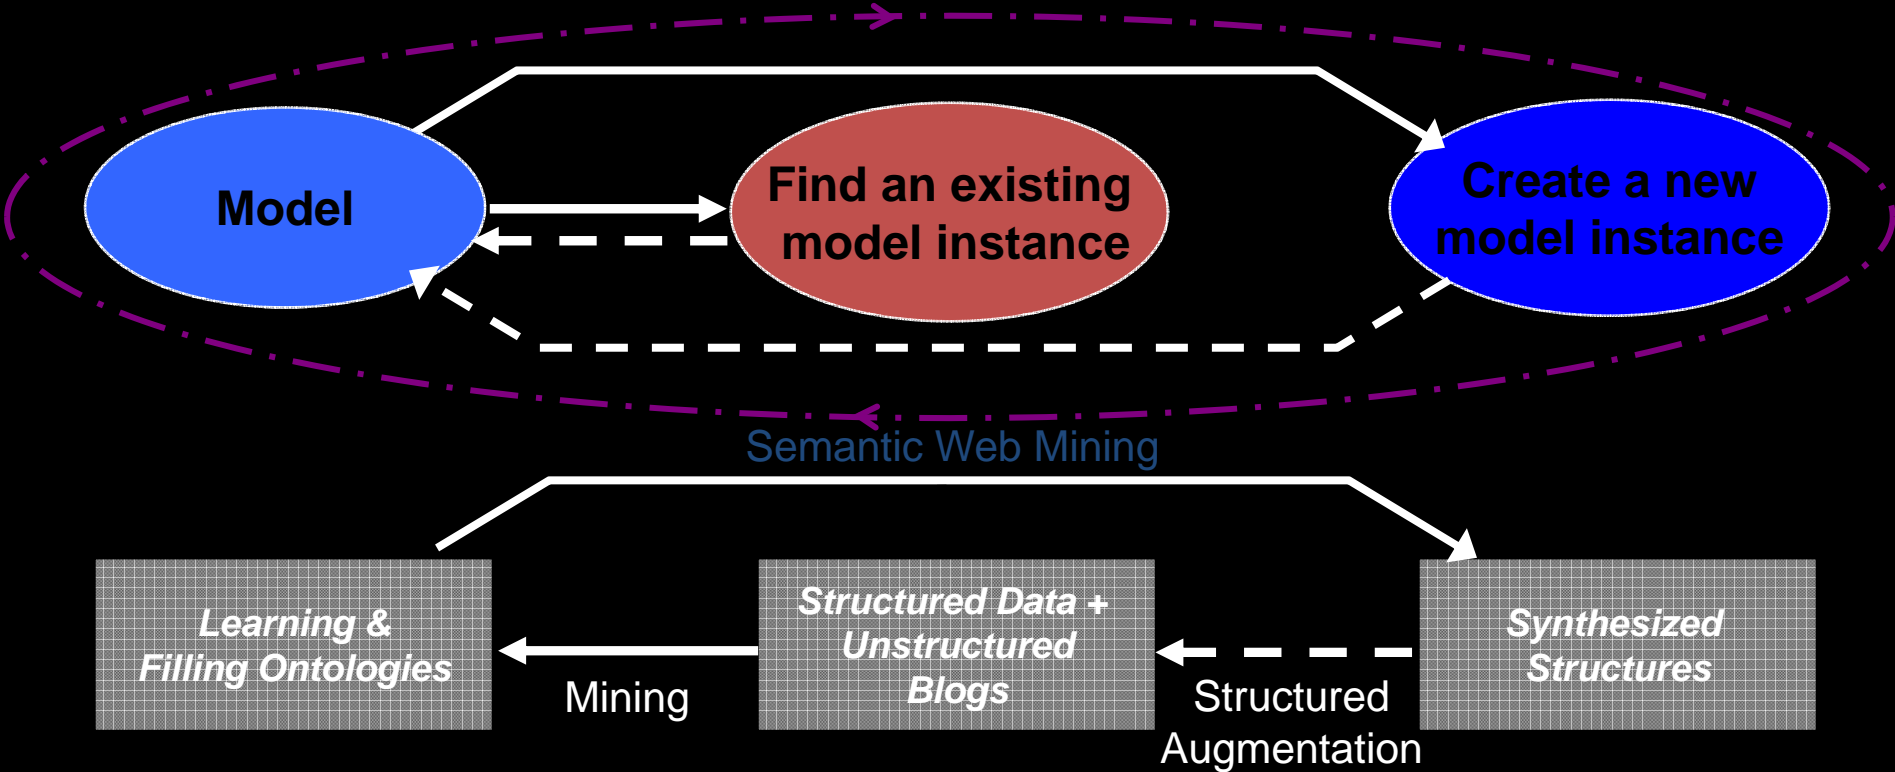 Model
Find an existing
model instance
Create a new
model instance
Semantic Web Mining
Learning &
Filling Ontologies
Mining
Structured Data +
Unstructured
Blogs
Structured
Augmentation
Synthesized
Structures